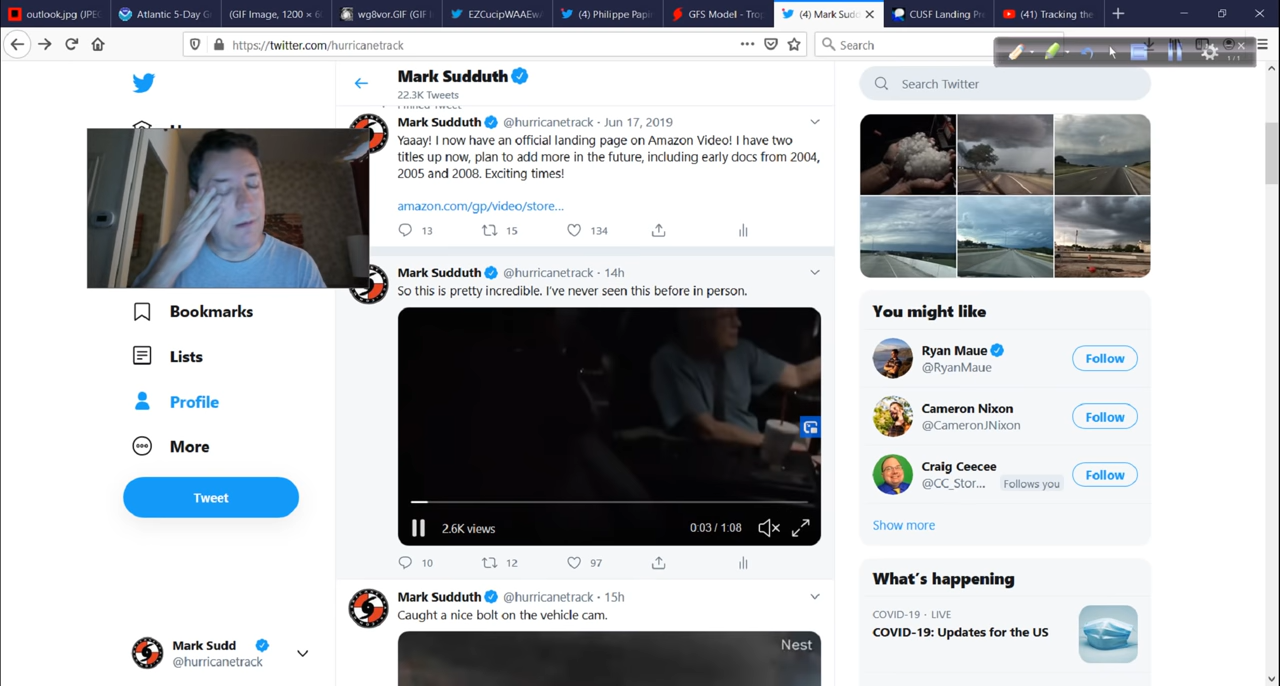 outlook.jpg (JPE
Atlantic 5-Day G
(GIF Image, 1200 × 6
wg8vor.GIF (GIF I
EZCucipWAAEwA
(4) Philippe Papin
GFS Model - Trop
(4) Mark Sudd
CUSF Landing Pre
(41) Tracking the
https://twitter.com/hurricanetrack
Search
1/1
Mark Sudduth
22.3K Tweets
Search Twitter
Pinned Tweet
Mark Sudduth @hurricanetrack · Jun 17, 2019
Yaaay! I now have an official landing page on Amazon Video! I have two
titles up now, plan to add more in the future, including early docs from 2004,
2005 and 2008. Exciting times!
amazon.com/gp/video/store...
13 15 134
Mark Sudduth @hurricanetrack · 14h
So this is pretty incredible. I've never seen this before in person.
2.6K views
0:03 / 1:08
10 12 97
Mark Sudduth @hurricanetrack · 15h
Caught a nice bolt on the vehicle cam.
Nest
Bookmarks
Lists
Profile
More
Tweet
Mark Sudd
@hurricanetrack
You might like
Ryan Maue
@RyanMaue
Follow
Cameron Nixon
@CameronJNixon
Follow
Craig Ceecee
@CC_Stor... Follows you
Follow
Show more
What's happening
COVID-19 · LIVE
COVID-19: Updates for the US